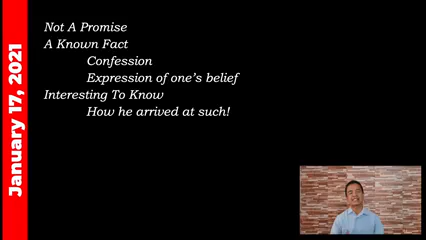 January 17, 2021
Not A Promise
A Known Fact
Confession
Expression of one's belief
Interesting To Know
How he arrived at such!